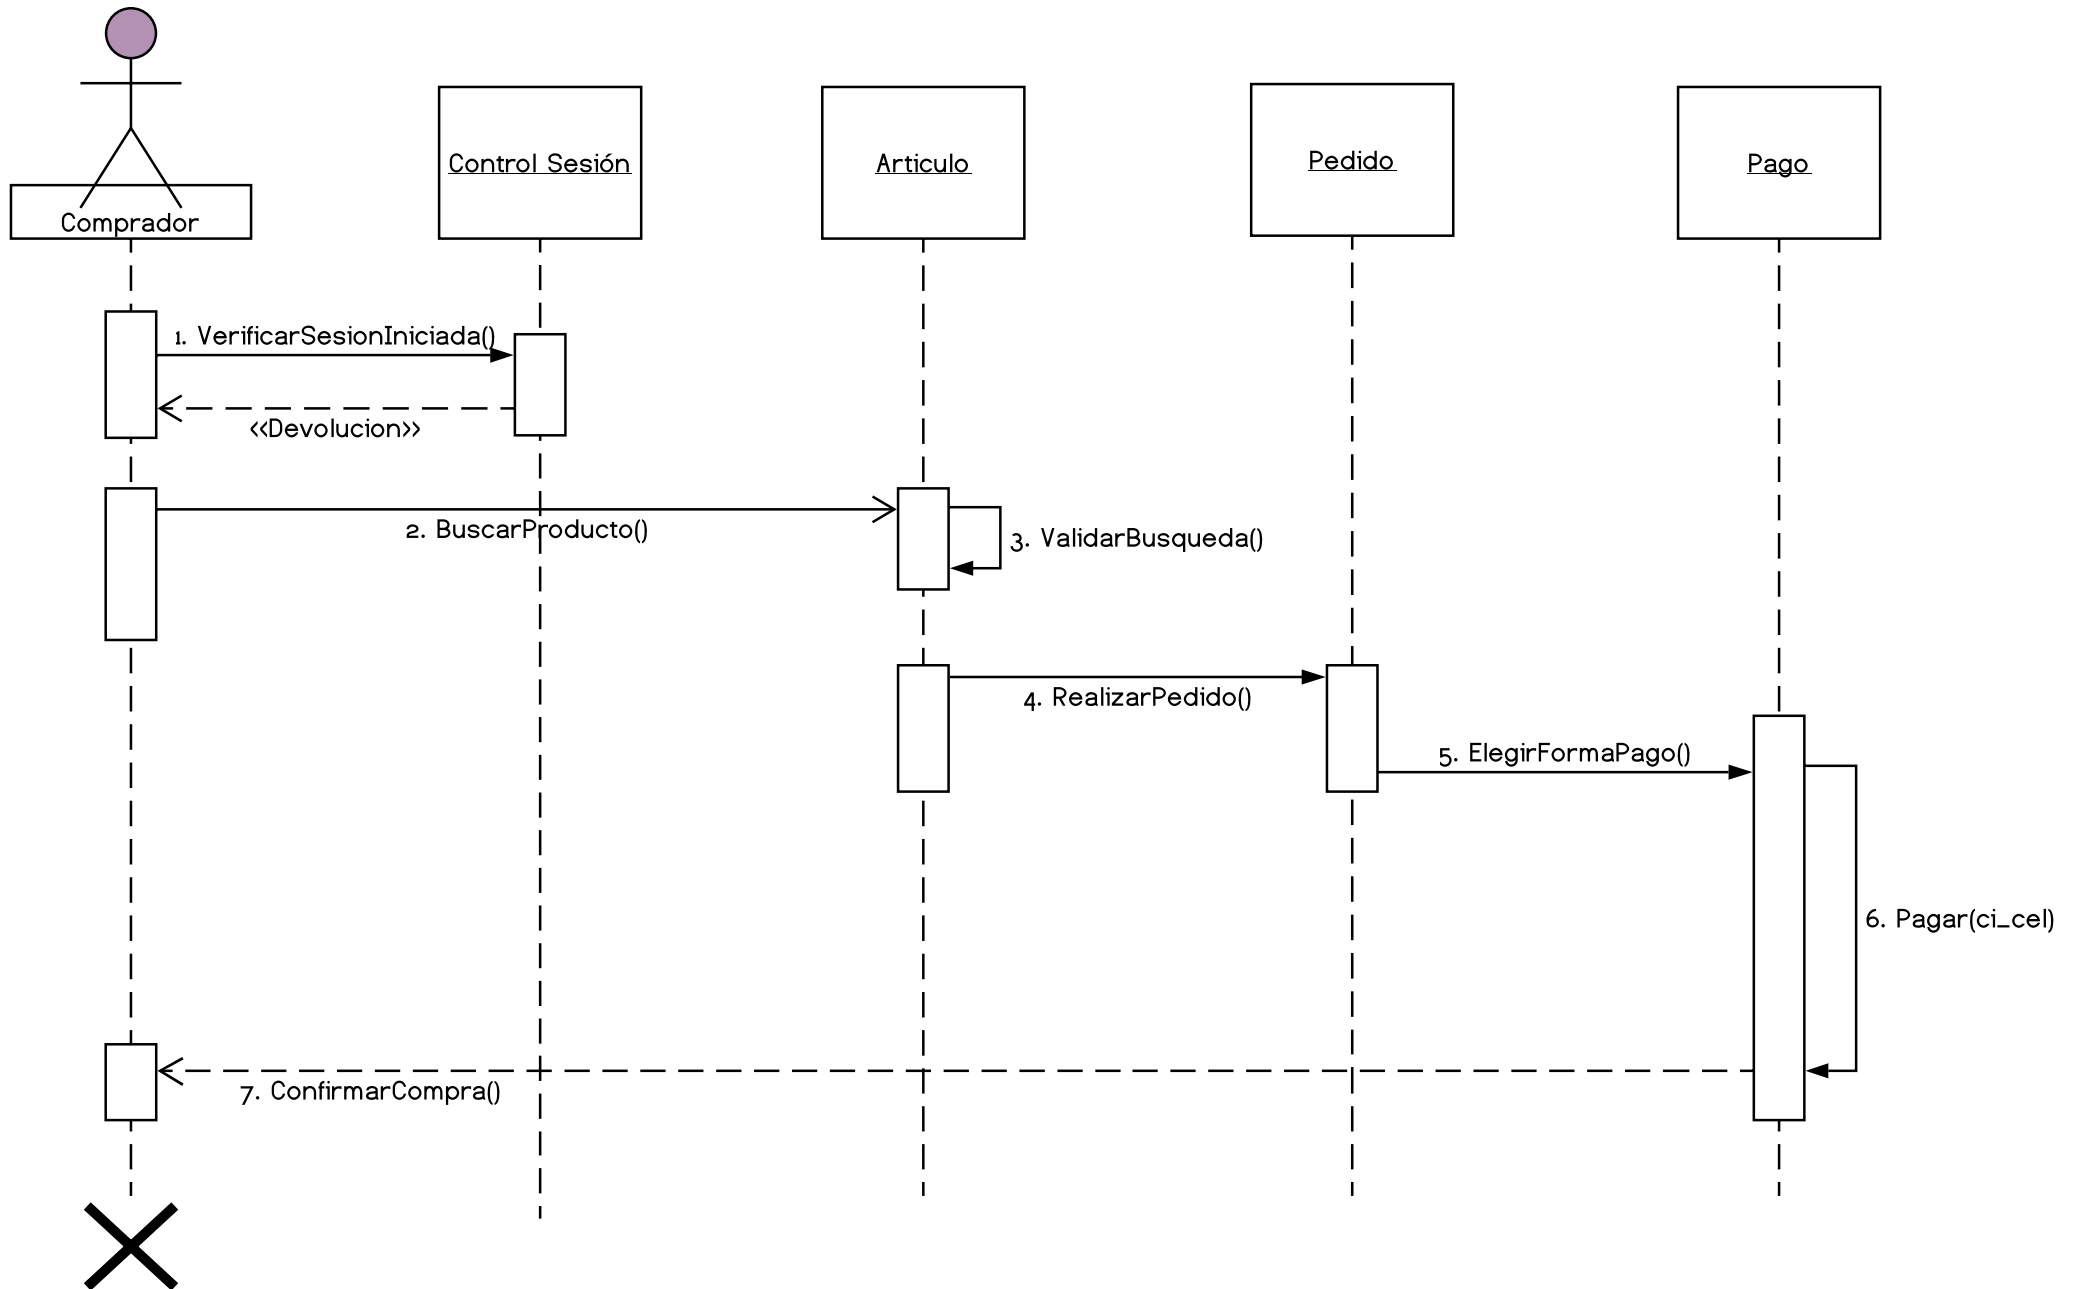 Comprador
Control Sesión
Articulo
Pedido
Pago
1. VerificarSesionIniciada()
<<Devolucion>>
2. BuscarProducto()
3. ValidarBusqueda()
4. RealizarPedido()
5. ElegirFormaPago()
6. Pagar(ci_cel)
7. ConfirmarCompra()